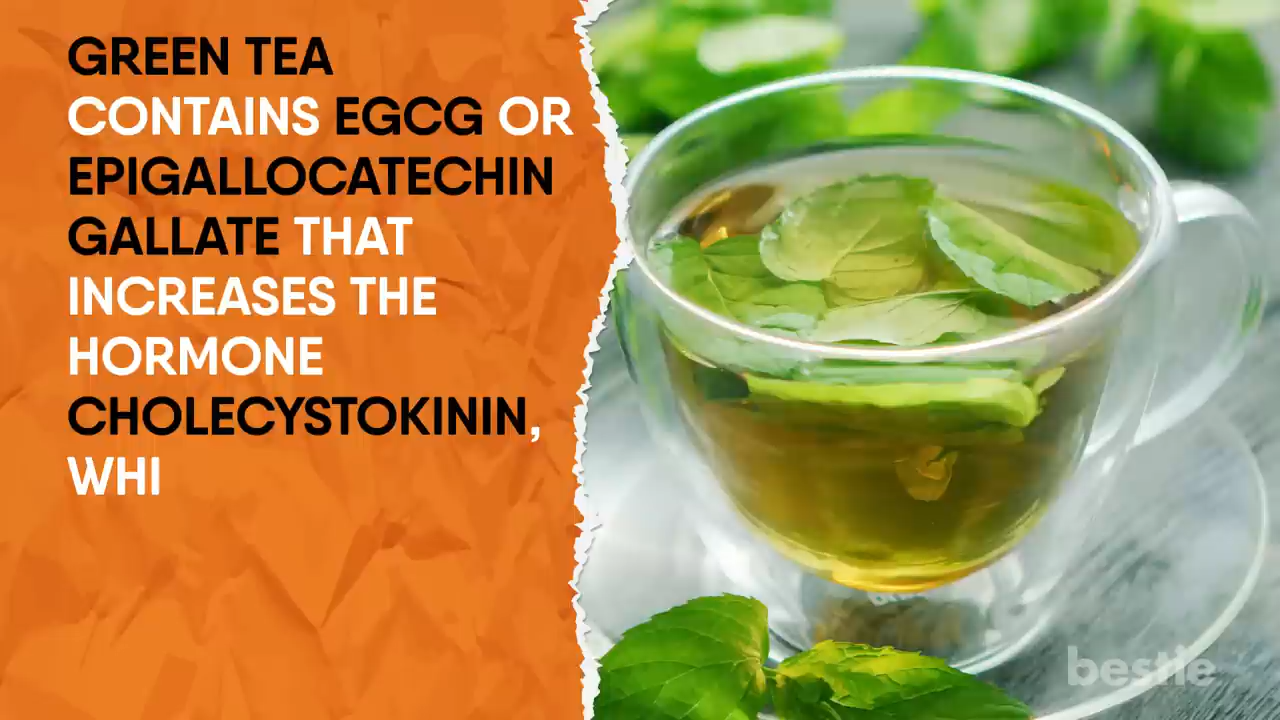 GREEN TEA
CONTAINS EGCG OR
EPIGALLOCATECHIN
GALLATE THAT
INCREASES THE
HORMONE
CHOLECYSTOKININ,
WHI
bestie